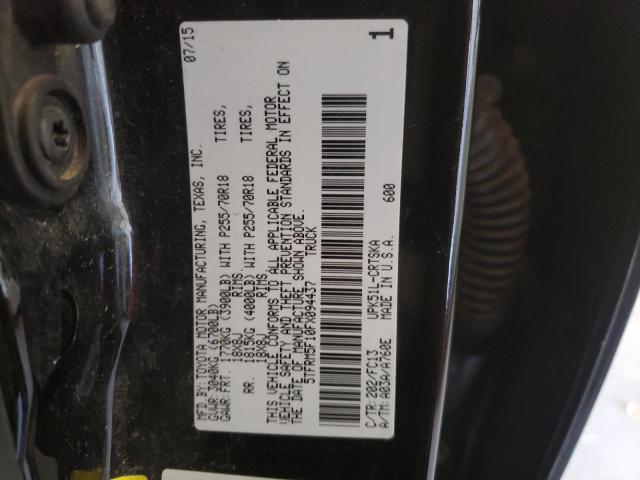 MFD.BY: TOYOTA MOTOR MANUFACTURING, TEXAS, INC. 07/15
GVWR: 3040KG(6700LB)
GAWR: FRT. 1770KG (3900LB) WITH P255/70R18 TIRES,
18X8J RIMS.
RR. 1815KG (4000LB) WITH P255/70R18 TIRES,
18X8J RIMS.
THIS VEHICLE CONFORMS TO ALL APPLICABLE FEDERAL MOTOR
VEHICLE SAFETY AND THEFT PREVENTION STANDARDS IN EFFECT ON
THE DATE OF MANUFACTURE SHOWN ABOVE.
5TFRM5F10FX094457 TRUCK
C/TR: 202/FC13 UPK51L-CRTSKA 600
A/TM: A03A/A760E MADE IN U.S.A.
1